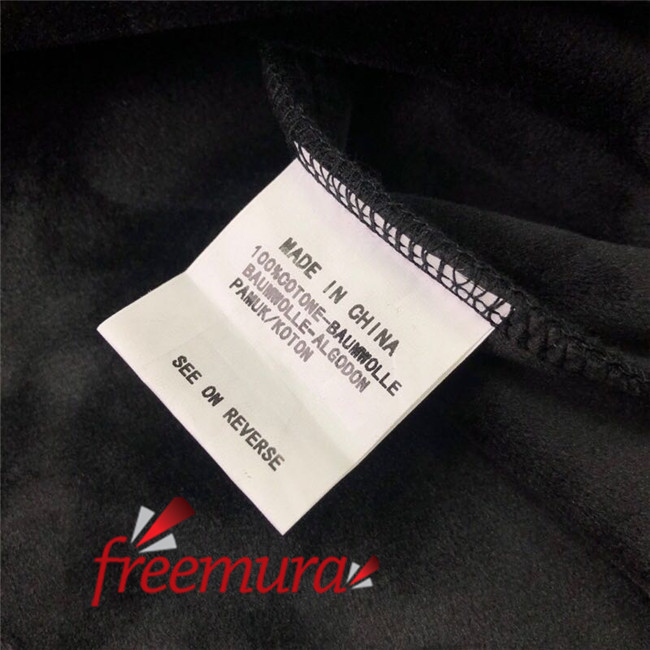 MADE IN CHINA
100%COTONE-BAUMWOLLE
BAUMWOLLE-ALGODON
PAMUK/KOTON
SEE ON REVERSE
freemura